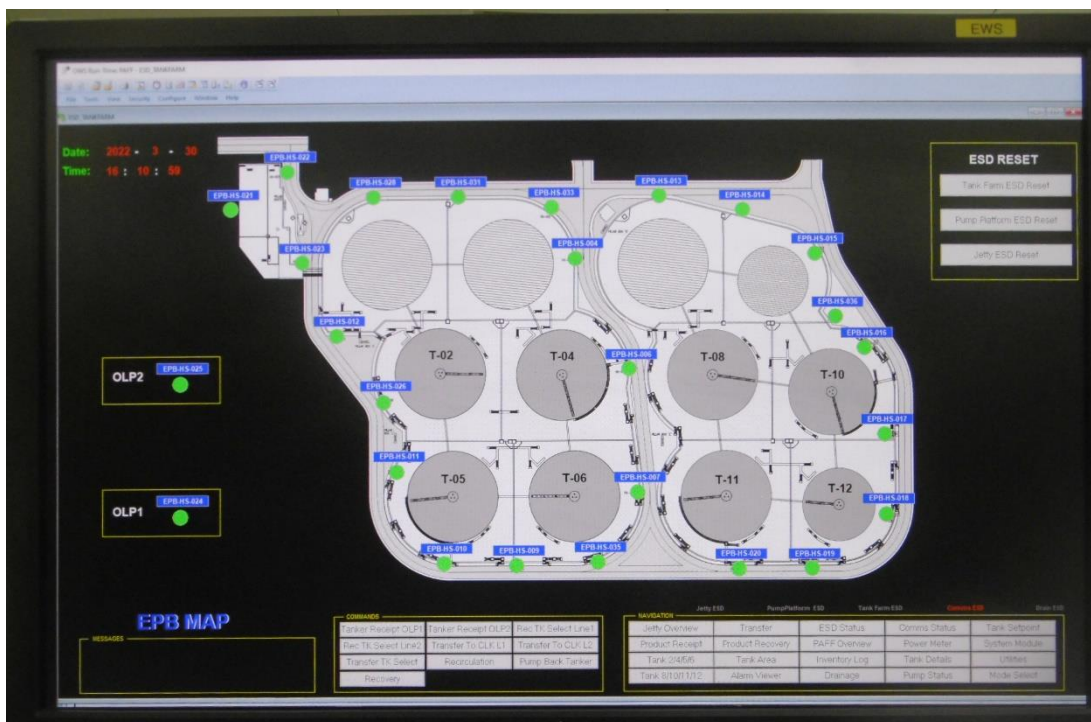 EWS
File Tools View Security Configure Window Help
Date: 2022 - 3 - 30
Time: 16 : 10 : 59
EPB-HS-022
EPB-HS-021
EPB-HS-028
EPB-HS-031
EPB-HS-033
EPB-HS-013
EPB-HS-014
EPB-HS-023
EPB-HS-004
EPB-HS-015
EPB-HS-036
EPB-HS-012
EPB-HS-016
ESD RESET
Tank Farm ESD Reset
Pump Platform ESD Reset
Jetty ESD Reset
T-02
T-04
EPB-HS-006
T-08
T-10
OLP2
EPB-HS-025
EPB-HS-026
EPB-HS-017
EPB-HS-011
T-05
T-06
EPB-HS-007
T-11
T-12
EPB-HS-018
OLP1
EPB-HS-024
EPB-HS-010
EPB-HS-009
EPB-HS-035
EPB-HS-020
EPB-HS-019
EPB MAP
MESSAGES
COMMANDS
Tanker Receipt OLP1 Tanker Receipt OLP2 Rec TK Select Line1
Rec TK Select Line2 Transfer To CLK L1 Transfer To CLK L2
Transfer TK Select Recirculation Pump Back Tanker
Recovery
Jetty ESD PumpPlatform ESD Tank Farm ESD Comms ESD Brain ESD
NAVIGATION
Jetty Overview Transfer ESD Status Comms Status Tank Setpoint
Product Receipt Product Recovery PAFF Overview Power Meter System Module
Tank 2/4/5/6 Tank Area Inventory Log Tank Details Utilities
Tank 8/10/11/12 Alarm Viewer Drainage Pump Status Mode Select